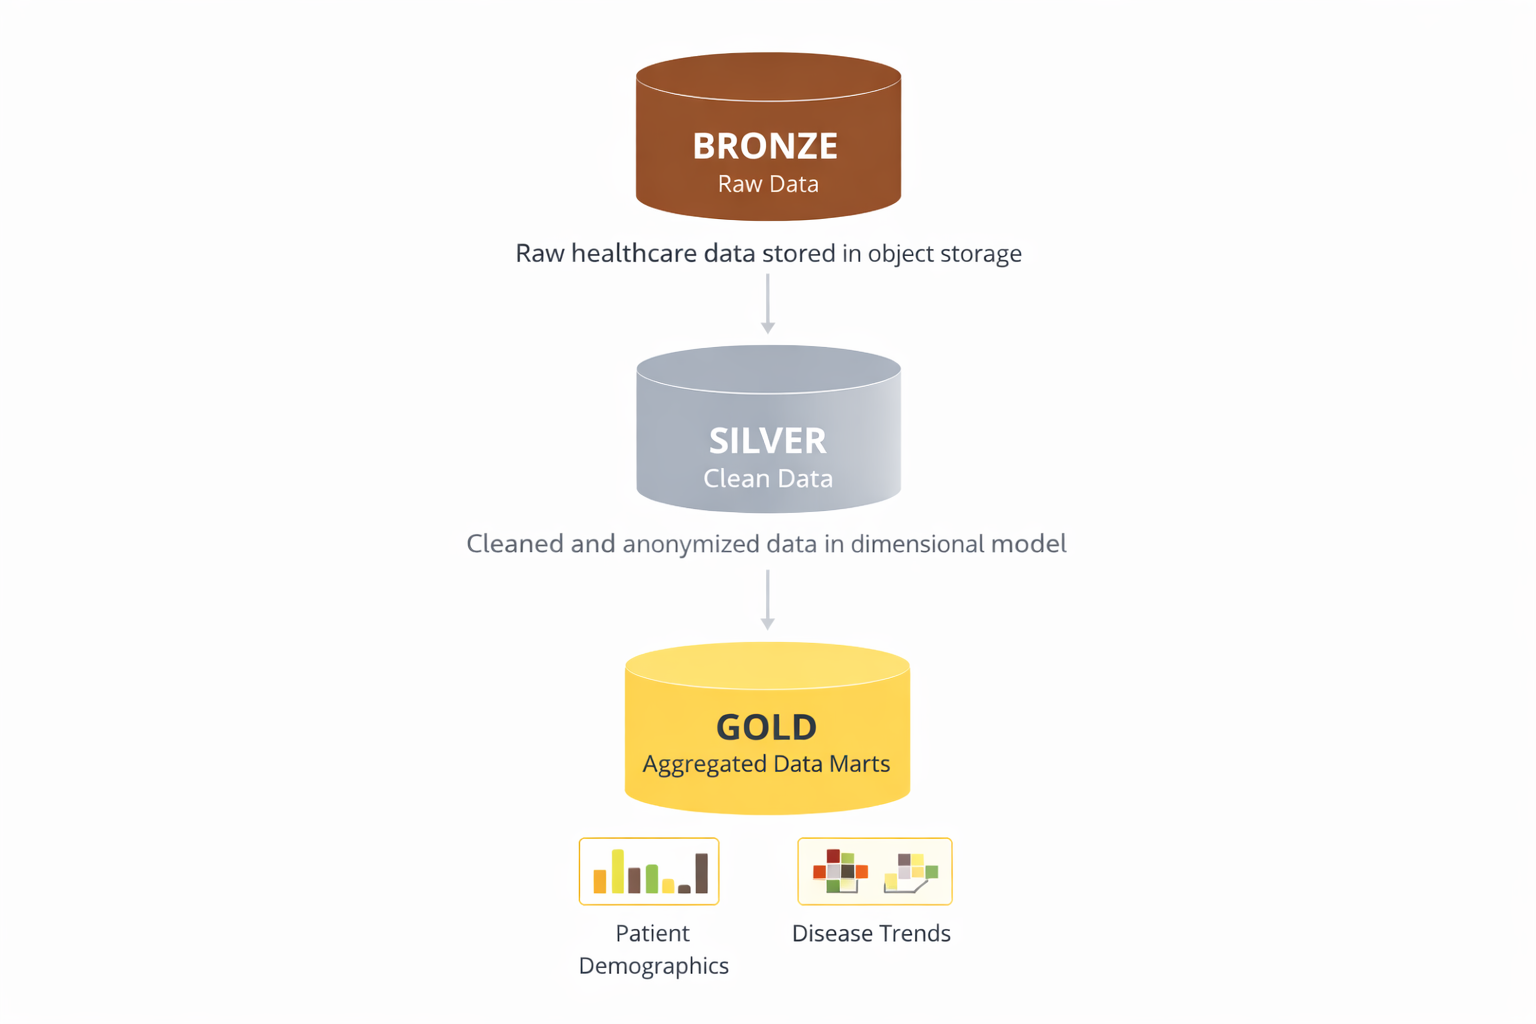 BRONZE
Raw Data
Raw healthcare data stored in object storage
SILVER
Clean Data
Cleaned and anonymized data in dimensional model
GOLD
Aggregated Data Marts
Patient
Demographics
Disease Trends